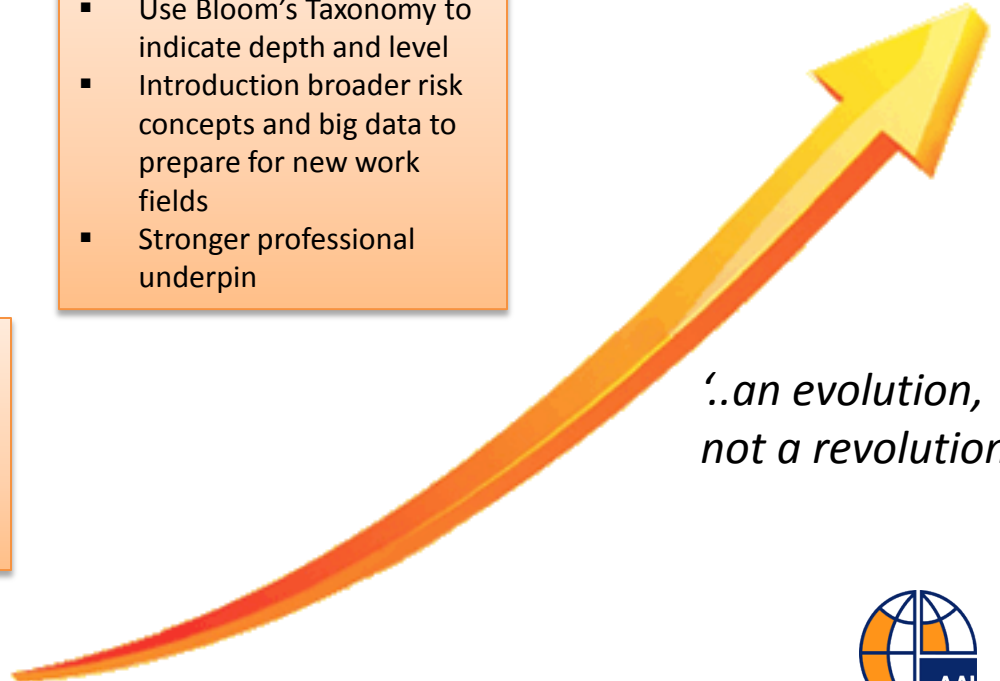 ▪ Use Bloom's Taxonomy to
indicate depth and level
▪ Introduction broader risk
concepts and big data to
prepare for new work
fields
▪ Stronger professional
underpin
'..an evolution,
not a revolution